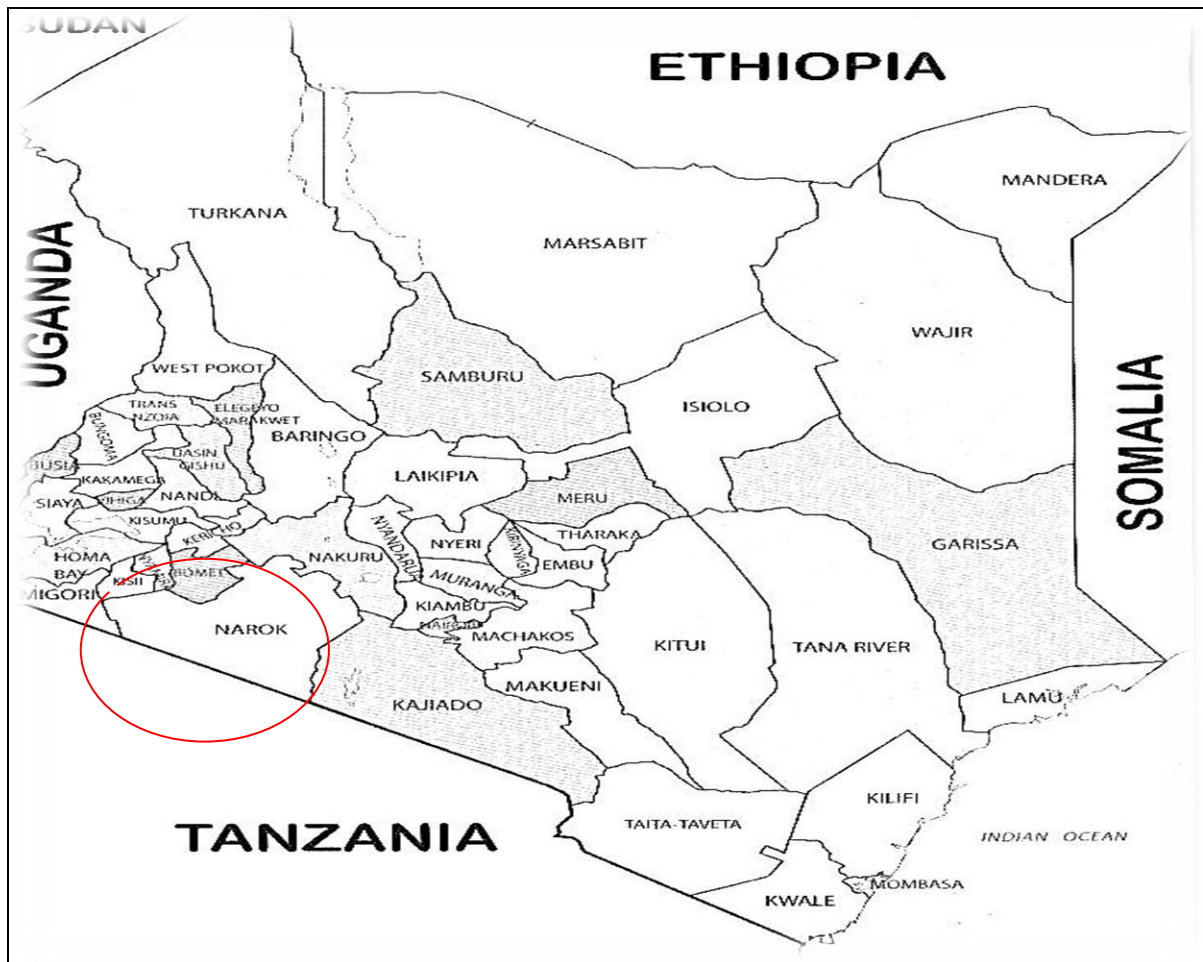 SUDAN
ETHIOPIA
MANDERA
TURKANA
MARSABIT
UGANDA
WAJIR
WEST POKOT
SAMBURU
SOMALIA
TRANS
NZOIA
ELEGEYO
MARAKWET
ISIOLO
BUNGOMA
BARINGO
UASIN
GISHU
BUSIA
KAKAMEGA
LAIKIPIA
SIAYA
VIHIGA
NANDI
MERU
KISUMU
KERICHO
NYANDARUA
NYERI
KIRINYAGA
THARAKA
GARISSA
HOMA
BAY
NAKURU
EMBU
BOMET
KISII
MURANGA
MIGORI
KIAMBU
NAIROBI
NAROK
MACHAKOS
KITUI
TANA RIVER
MAKUENI
KAJIADO
LAMU
KILIFI
TAITA-TAVETA
TANZANIA
INDIAN OCEAN
MOMBASA
KWALE